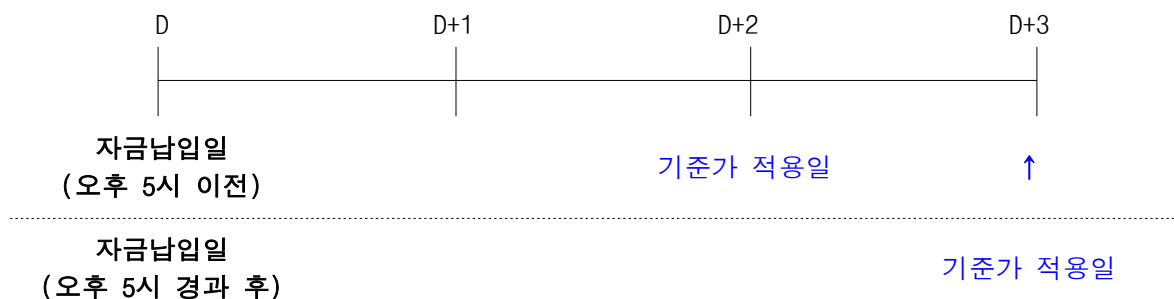 D D+1 D+2 D+3
자금납입일
(오후 5시 이전)
기준가 적용일 ↑
자금납입일
(오후 5시 경과 후)
기준가 적용일